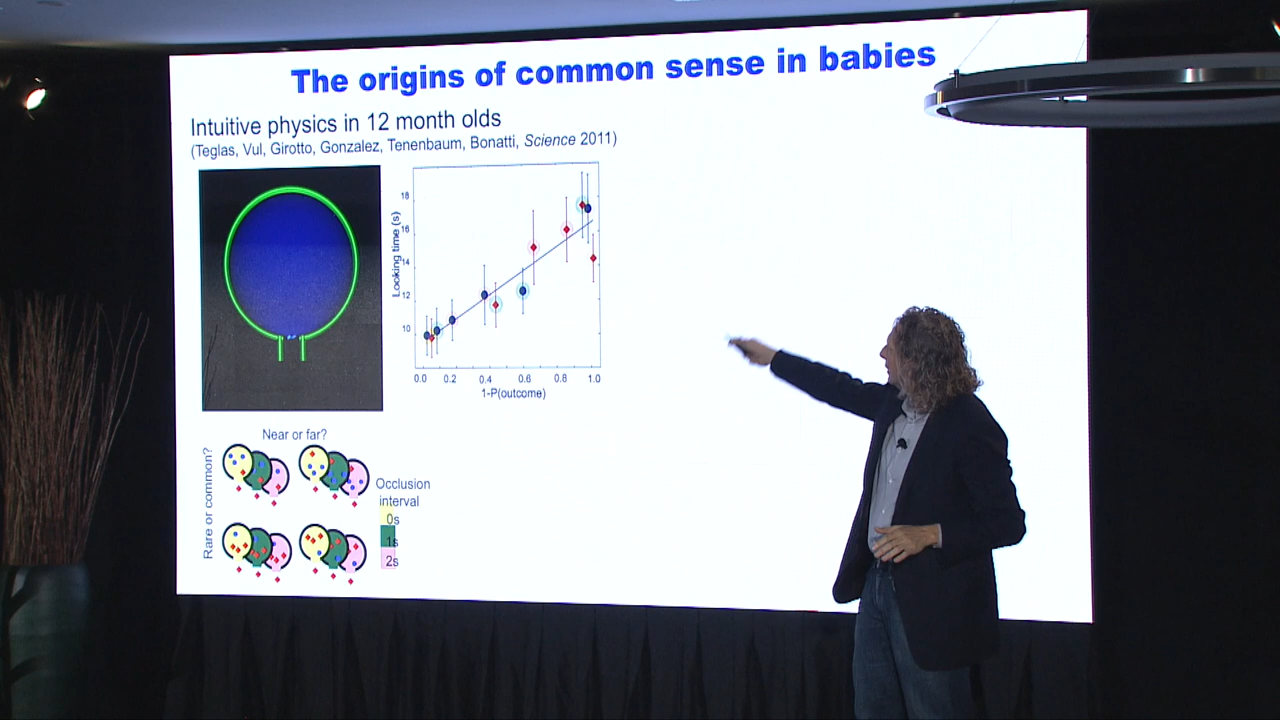 The origins of common sense in babies
Intuitive physics in 12 month olds
(Teglas, Vul, Girotto, Gonzalez, Tenenbaum, Bonatti, Science 2011)
Looking time (s)
18
16
14
12
10
0.0 0.2 0.4 0.6 0.8 1.0
1-P(outcome)
Near or far?
Rare or common?
Occlusion
interval
0s
1s
2s